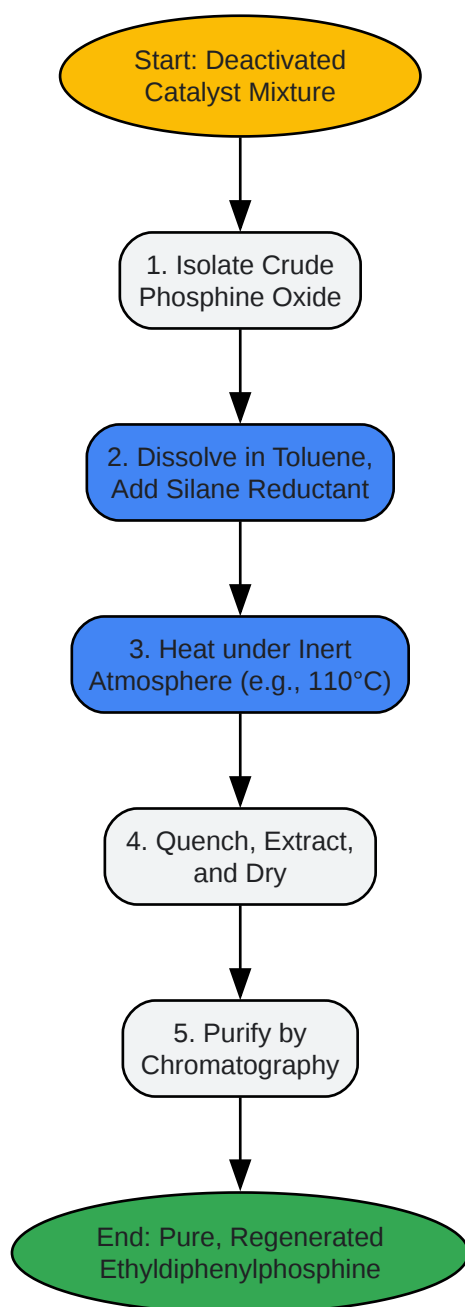 Start: Deactivated
Catalyst Mixture
1. Isolate Crude
Phosphine Oxide
2. Dissolve in Toluene,
Add Silane Reductant
3. Heat under Inert
Atmosphere (e.g., 110°C)
4. Quench, Extract,
and Dry
5. Purify by
Chromatography
End: Pure, Regenerated
Ethyldiphenylphosphine